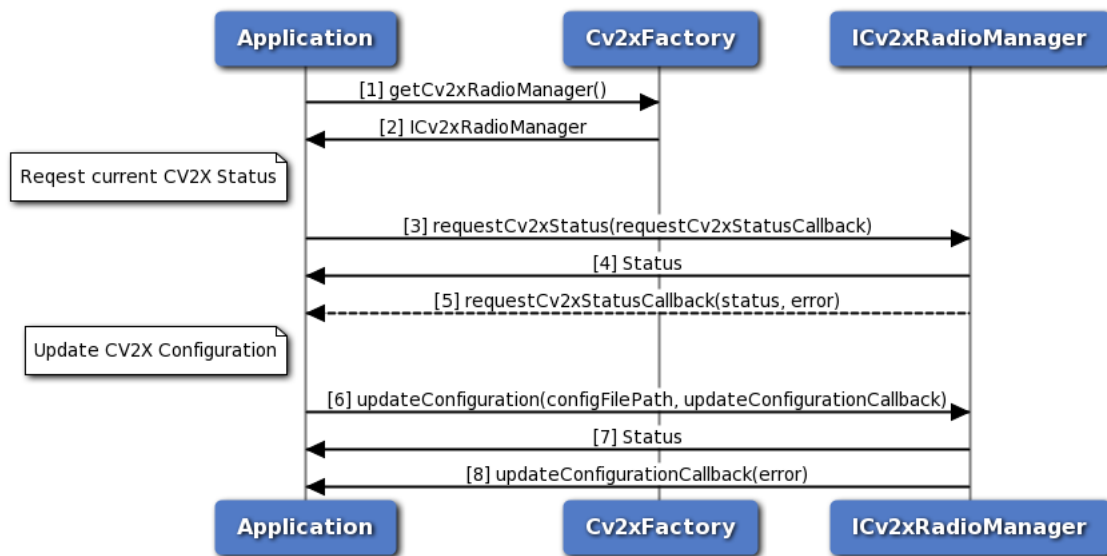 Application
Cv2xFactory
ICv2xRadioManager
[1] getCv2xRadioManager()
[2] ICv2xRadioManager
Reqest current CV2X Status
[3] requestCv2xStatus(requestCv2xStatusCallback)
[4] Status
[5] requestCv2xStatusCallback(status, error)
Update CV2X Configuration
[6] updateConfiguration(configFilePath, updateConfigurationCallback)
[7] Status
[8] updateConfigurationCallback(error)
Application
Cv2xFactory
ICv2xRadioManager